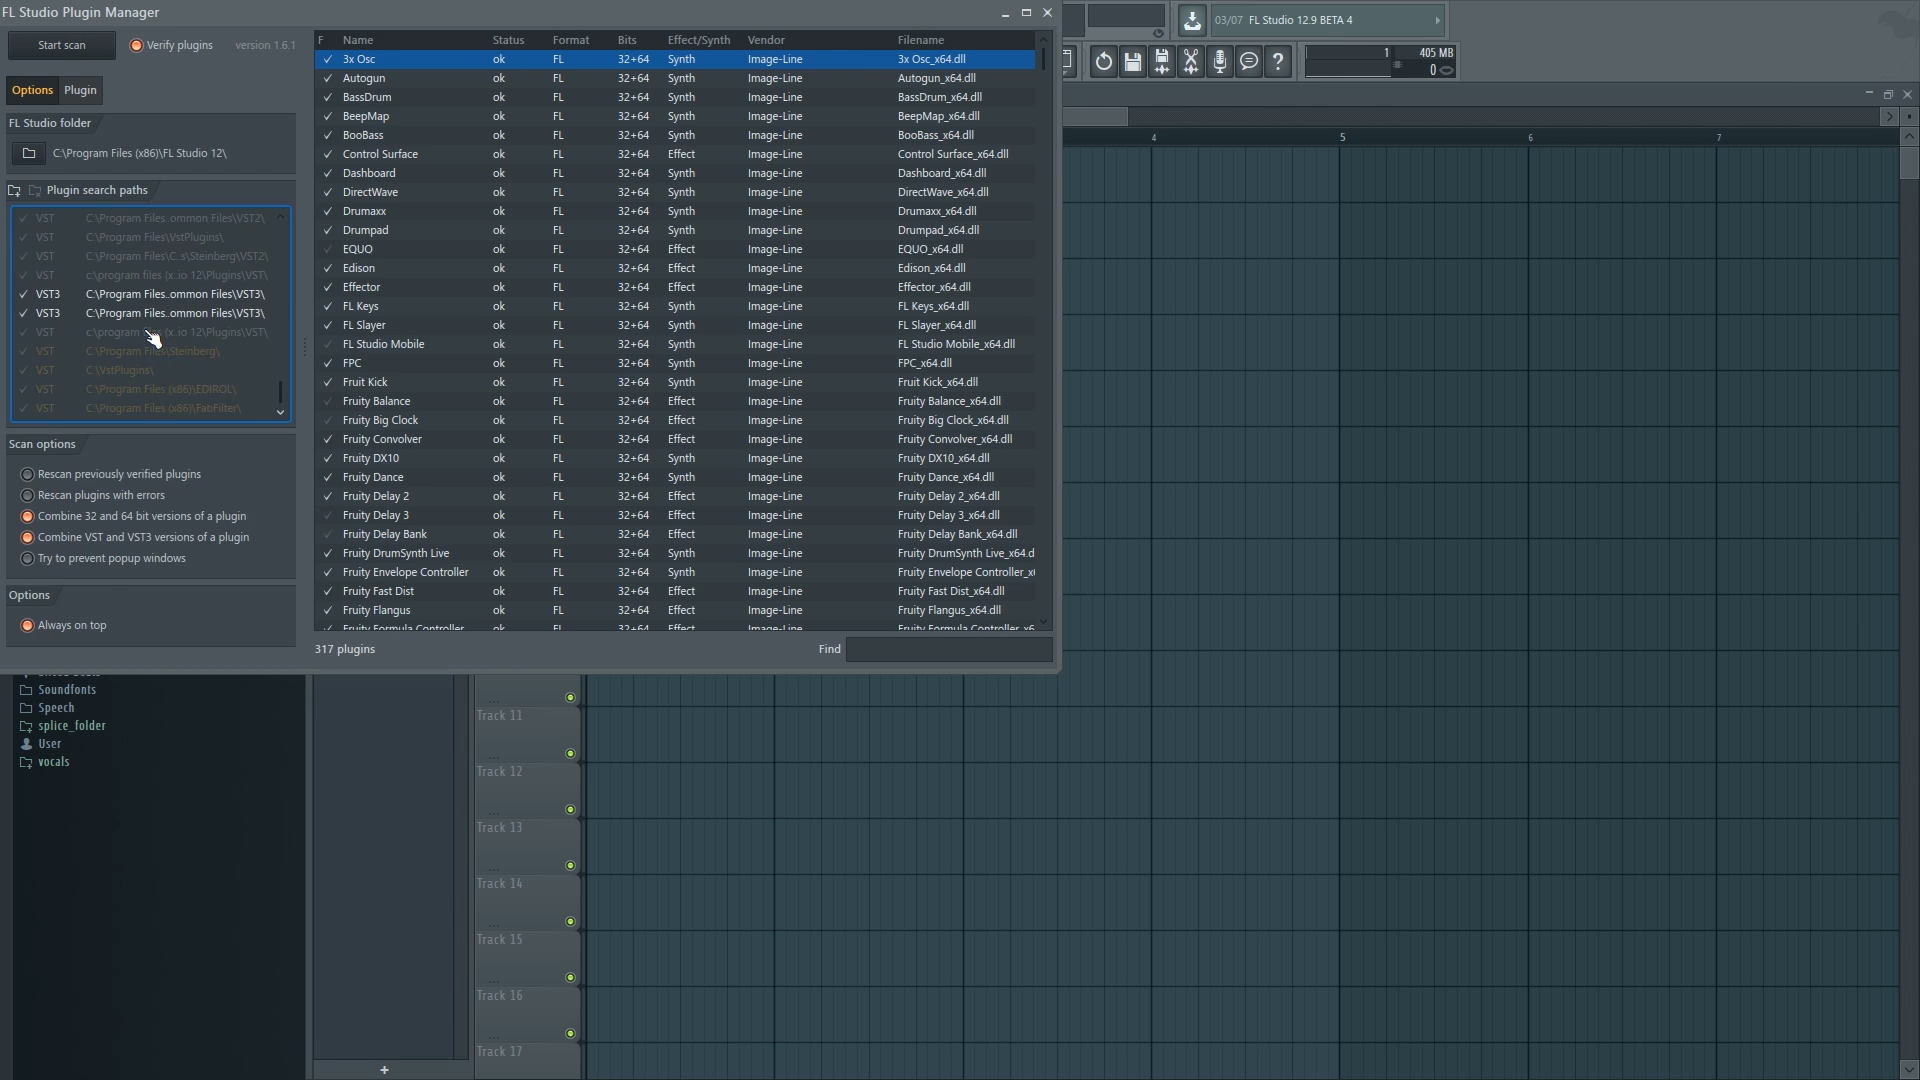 FL Studio Plugin Manager
03/07 FL Studio 12.9 BETA 4
Start scan
Verify plugins version 1.6.1
1 405 MB
0
Options Plugin
FL Studio folder
C:\Program Files (x86)\FL Studio 12\
Plugin search paths
VST C:\Program Files..ommon Files\VST2\
VST C:\Program Files\VstPlugins\
VST C:\Program Files\C..s\Steinberg\VST2\
VST c:\program files (x..io 12\Plugins\VST\
VST3 C:\Program Files..ommon Files\VST3\
VST3 C:\Program Files..ommon Files\VST3\
VST c:\program files (x..io 12\Plugins\VST\
VST C:\Program Files\Steinberg\
VST C:\VstPlugins\
VST C:\Program Files (x86)\EDIROL\
VST C:\Program Files (x86)\FabFilter\
Scan options
Rescan previously verified plugins
Rescan plugins with errors
Combine 32 and 64 bit versions of a plugin
Combine VST and VST3 versions of a plugin
Try to prevent popup windows
Options
Always on top
F Name Status Format Bits Effect/Synth Vendor Filename
3x Osc ok FL 32+64 Synth Image-Line 3x Osc_x64.dll
Autogun ok FL 32+64 Synth Image-Line Autogun_x64.dll
BassDrum ok FL 32+64 Synth Image-Line BassDrum_x64.dll
BeepMap ok FL 32+64 Synth Image-Line BeepMap_x64.dll
BooBass ok FL 32+64 Synth Image-Line BooBass_x64.dll
Control Surface ok FL 32+64 Effect Image-Line Control Surface_x64.dll
Dashboard ok FL 32+64 Synth Image-Line Dashboard_x64.dll
DirectWave ok FL 32+64 Synth Image-Line DirectWave_x64.dll
Drumaxx ok FL 32+64 Synth Image-Line Drumaxx_x64.dll
Drumpad ok FL 32+64 Synth Image-Line Drumpad_x64.dll
EQUO ok FL 32+64 Effect Image-Line EQUO_x64.dll
Edison ok FL 32+64 Effect Image-Line Edison_x64.dll
Effector ok FL 32+64 Effect Image-Line Effector_x64.dll
FL Keys ok FL 32+64 Synth Image-Line FL Keys_x64.dll
FL Slayer ok FL 32+64 Synth Image-Line FL Slayer_x64.dll
FL Studio Mobile ok FL 32+64 Synth Image-Line FL Studio Mobile_x64.dll
FPC ok FL 32+64 Synth Image-Line FPC_x64.dll
Fruit Kick ok FL 32+64 Synth Image-Line Fruit Kick_x64.dll
Fruity Balance ok FL 32+64 Effect Image-Line Fruity Balance_x64.dll
Fruity Big Clock ok FL 32+64 Effect Image-Line Fruity Big Clock_x64.dll
Fruity Convolver ok FL 32+64 Effect Image-Line Fruity Convolver_x64.dll
Fruity DX10 ok FL 32+64 Synth Image-Line Fruity DX10_x64.dll
Fruity Dance ok FL 32+64 Synth Image-Line Fruity Dance_x64.dll
Fruity Delay 2 ok FL 32+64 Effect Image-Line Fruity Delay 2_x64.dll
Fruity Delay 3 ok FL 32+64 Effect Image-Line Fruity Delay 3_x64.dll
Fruity Delay Bank ok FL 32+64 Effect Image-Line Fruity Delay Bank_x64.dll
Fruity DrumSynth Live ok FL 32+64 Synth Image-Line Fruity DrumSynth Live_x64.d
Fruity Envelope Controller ok FL 32+64 Synth Image-Line Fruity Envelope Controller_x
Fruity Fast Dist ok FL 32+64 Effect Image-Line Fruity Fast Dist_x64.dll
Fruity Flangus ok FL 32+64 Effect Image-Line Fruity Flangus_x64.dll
Fruity Formula Controller ok FL 32+64 Effect Image-Line Fruity Formula Controller_x6
317 plugins Find
4 5 6 7
Soundfonts
Speech
splice_folder
User
vocals
Track 11
Track 12
Track 13
Track 14
Track 15
Track 16
Track 17